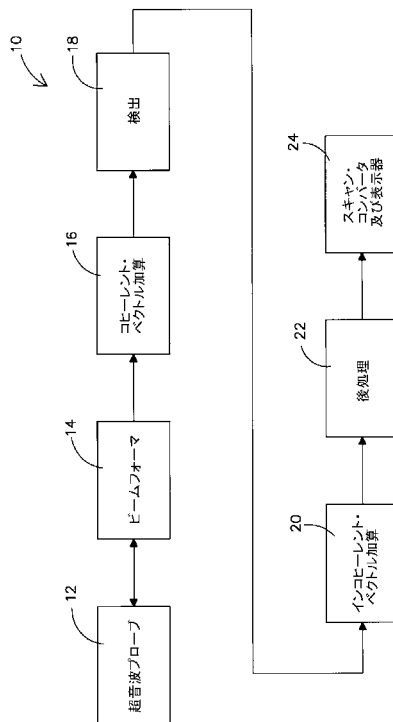 10
12
超音波プローブ
14
ビームフォーマ
16
コヒーレント・
ベクトル加算
18
検出
20
インコヒーレント・
ベクトル加算
22
後処理
24
スキャン・
コンバータ
及び表示器